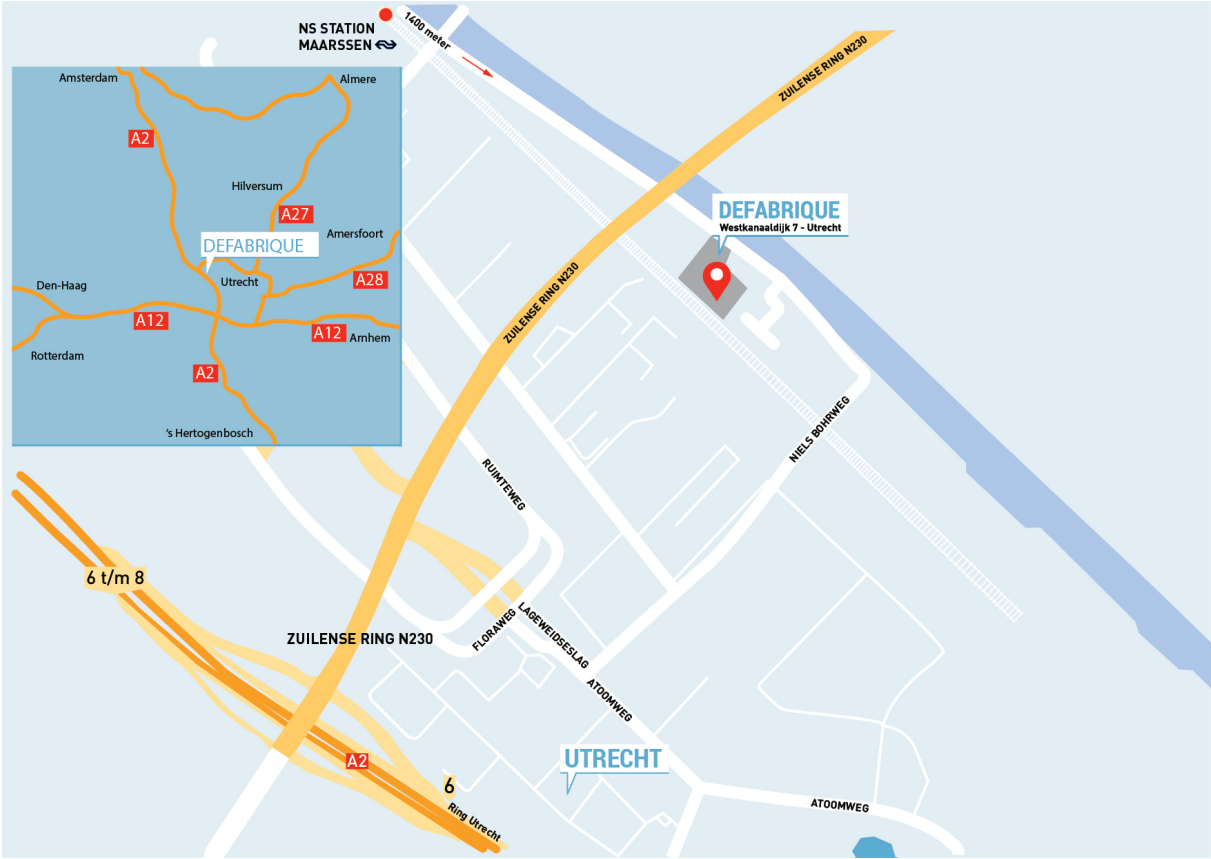 NS STATION
MAARSSEN
1400 meter
ZUILENSE RING N230
Amsterdam
Almere
A2
Hilversum
A27
DEFABRIQUE
Westkanaaldijk 7 - Utrecht
Amersfoort
DEFABRIQUE
Utrecht
A28
ZUILENSE RING N230
Den-Haag
A12
A12
Arnhem
Rotterdam
A2
's Hertogenbosch
NIELS BOHRWEG
RUIMTEWEG
6 t/m 8
ZUILENSE RING N230
FLORAWEG
LAGEWEIDSESLAG
ATOOMWEG
A2
UTRECHT
6
Ring Utrecht
ATOOMWEG